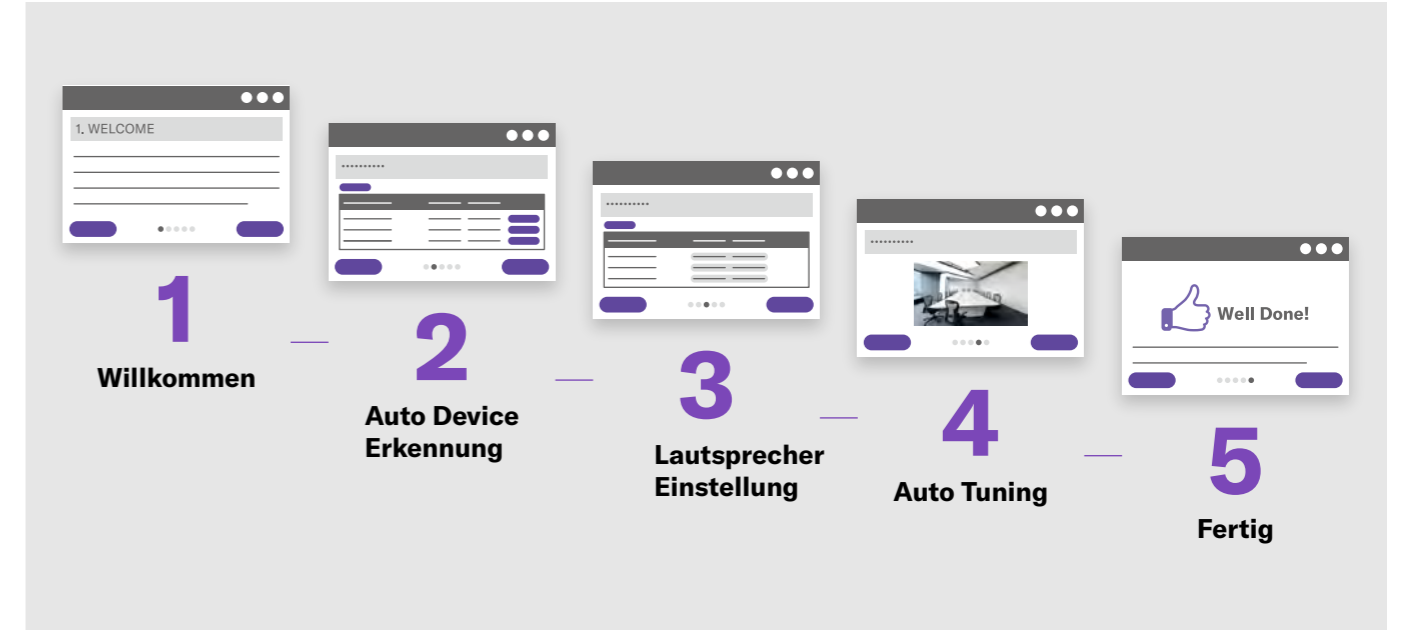 1. WELCOME
1
Willkommen
2
Auto Device
Erkennung
3
Lautsprecher
Einstellung
4
Auto Tuning
Well Done!
5
Fertig